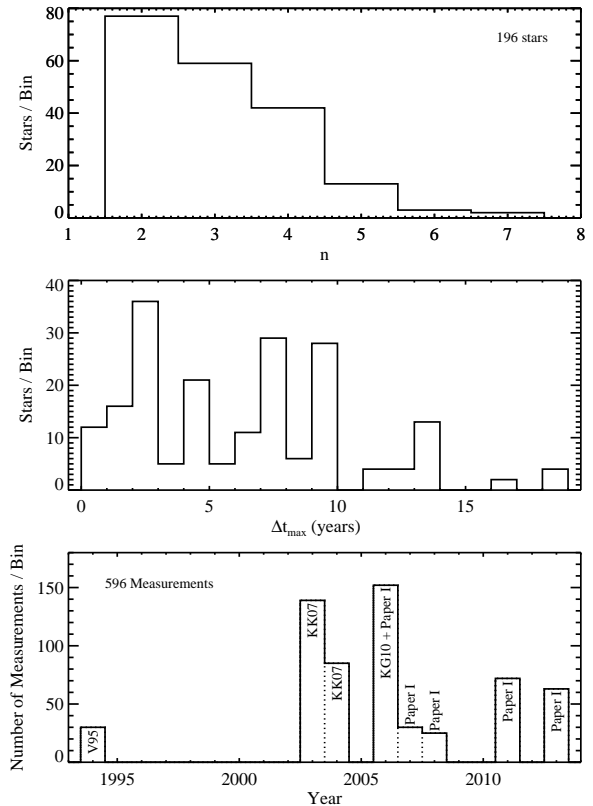 80
60
40
20
0
Stars / Bin
196 stars
1 2 3 4 5 6 7 8
n
40
30
20
10
0
Stars / Bin
0 5 10 15
Δtmax (years)
150
100
50
0
Number of Measurements / Bin
596 Measurements
V95
KK07
KK07
KG10 + Paper I
Paper I
Paper I
Paper I
Paper I
1995 2000 2005 2010
Year